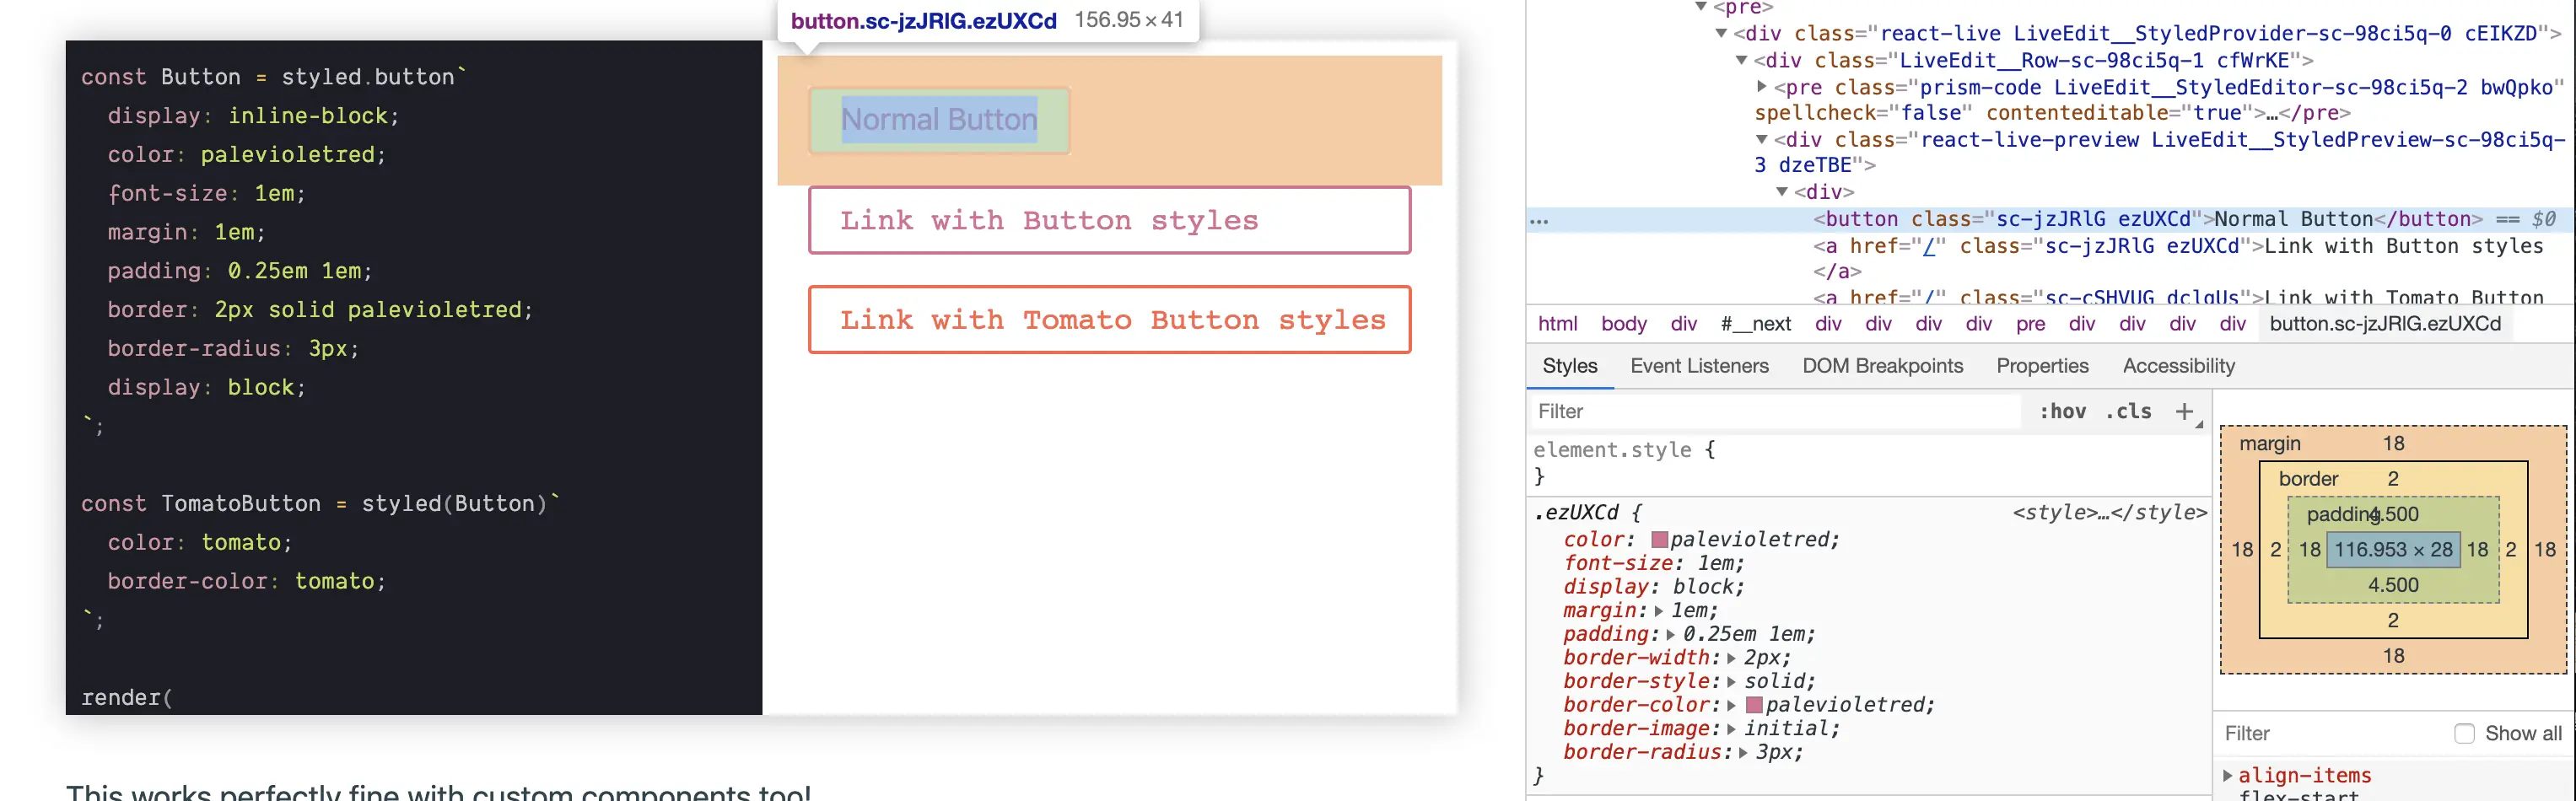 button.sc-jzJRlG.ezUXCd 156.95 × 41
const Button = styled.button`
display: inline-block;
color: palevioletred;
font-size: 1em;
margin: 1em;
padding: 0.25em 1em;
border: 2px solid palevioletred;
border-radius: 3px;
display: block;
`;
const TomatoButton = styled(Button)`
color: tomato;
border-color: tomato;
`;
render(
Normal Button
Link with Button styles
Link with Tomato Button styles
This works perfectly fine with custom components too!
▼<pre>
▼<div class="react-live LiveEdit__StyledProvider-sc-98ci5q-0 cEIKZD">
▼<div class="LiveEdit__Row-sc-98ci5q-1 cfWrKE">
▶<pre class="prism-code LiveEdit__StyledEditor-sc-98ci5q-2 bwQpko"
spellcheck="false" contenteditable="true">…</pre>
▼<div class="react-live-preview LiveEdit__StyledPreview-sc-98ci5q-
3 dzeTBE">
▼<div>
… <button class="sc-jzJRlG ezUXCd">Normal Button</button> == $0
<a href="/" class="sc-jzJRlG ezUXCd">Link with Button styles
</a>
<a href="/" class="sc-cSHVUG dclqUs">Link with Tomato Button
html body div #__next div div div div pre div div div div button.sc-jzJRlG.ezUXCd
Styles Event Listeners DOM Breakpoints Properties Accessibility
Filter :hov .cls +
element.style {
}
.ezUXCd { <style>…</style>
color: palevioletred;
font-size: 1em;
display: block;
margin:▶1em;
padding:▶0.25em 1em;
border-width:▶2px;
border-style:▶solid;
border-color:▶palevioletred;
border-image:▶initial;
border-radius:▶3px;
}
margin 18
border 2
padding 4.500
18 2 18 116.953 × 28 18 2 18
4.500
2
18
Filter Show all
▶align-items
flex-start